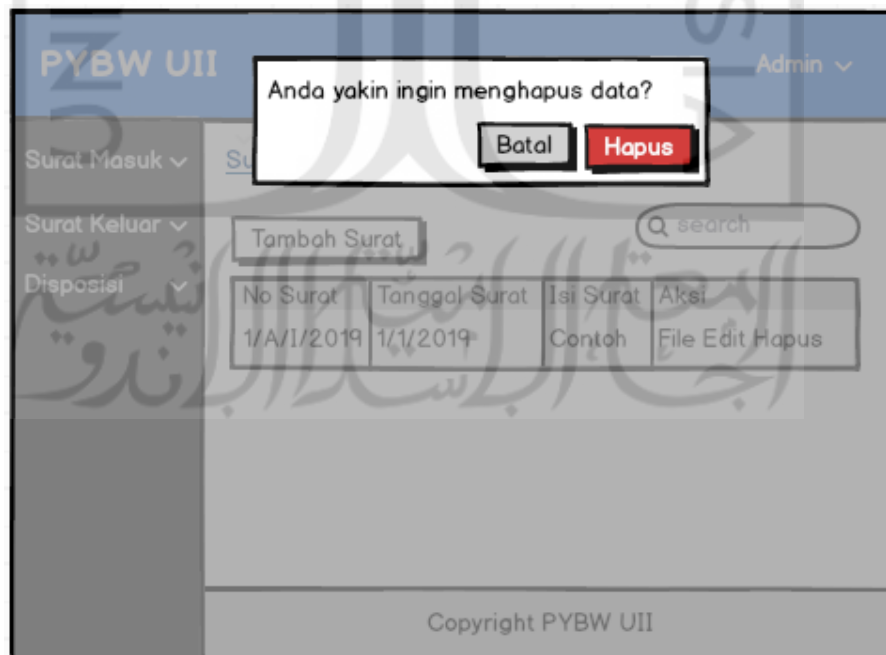 PYBW UII
Admin
Anda yakin ingin menghapus data?
Batal Hapus
Surat Masuk
Su
Surat Keluar
Tambah Surat
search
Disposisi
No Surat Tanggal Surat Isi Surat Aksi
1/A/I/2019 1/1/2019 Contoh File Edit Hapus
Copyright PYBW UII